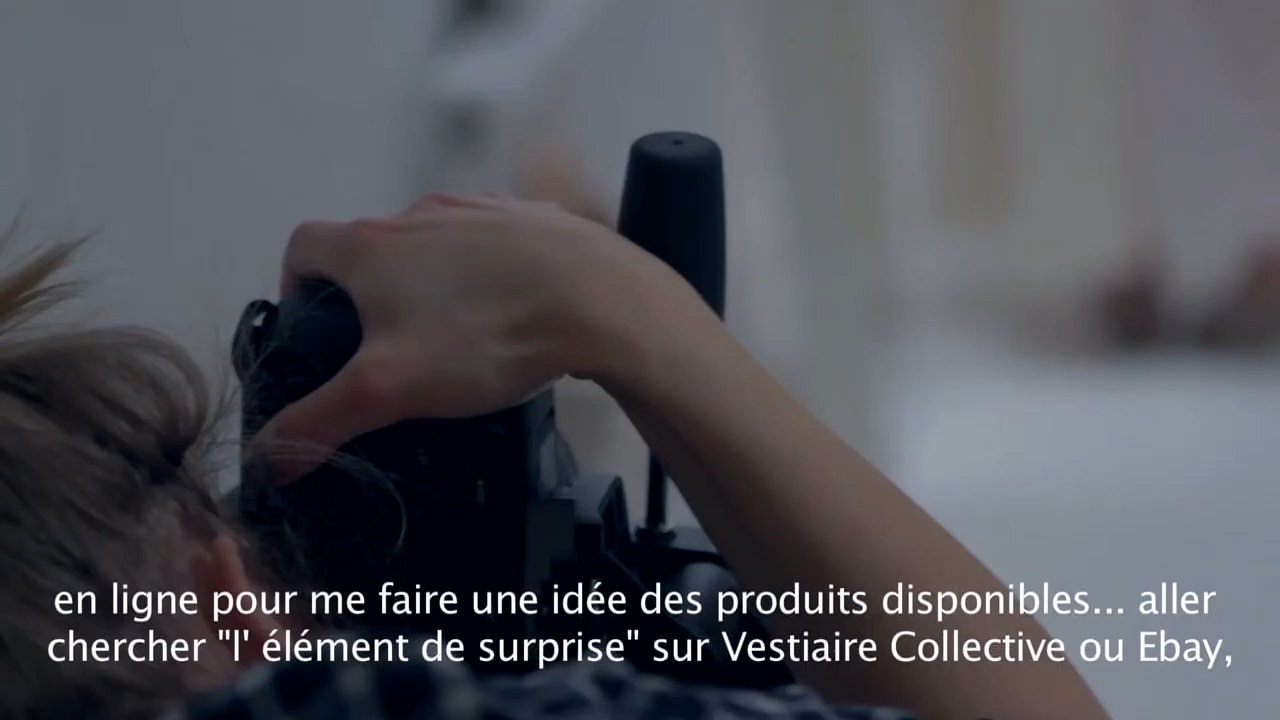 en ligne pour me faire une idée des produits disponibles... aller
chercher "l' élément de surprise" sur Vestiaire Collective ou Ebay,